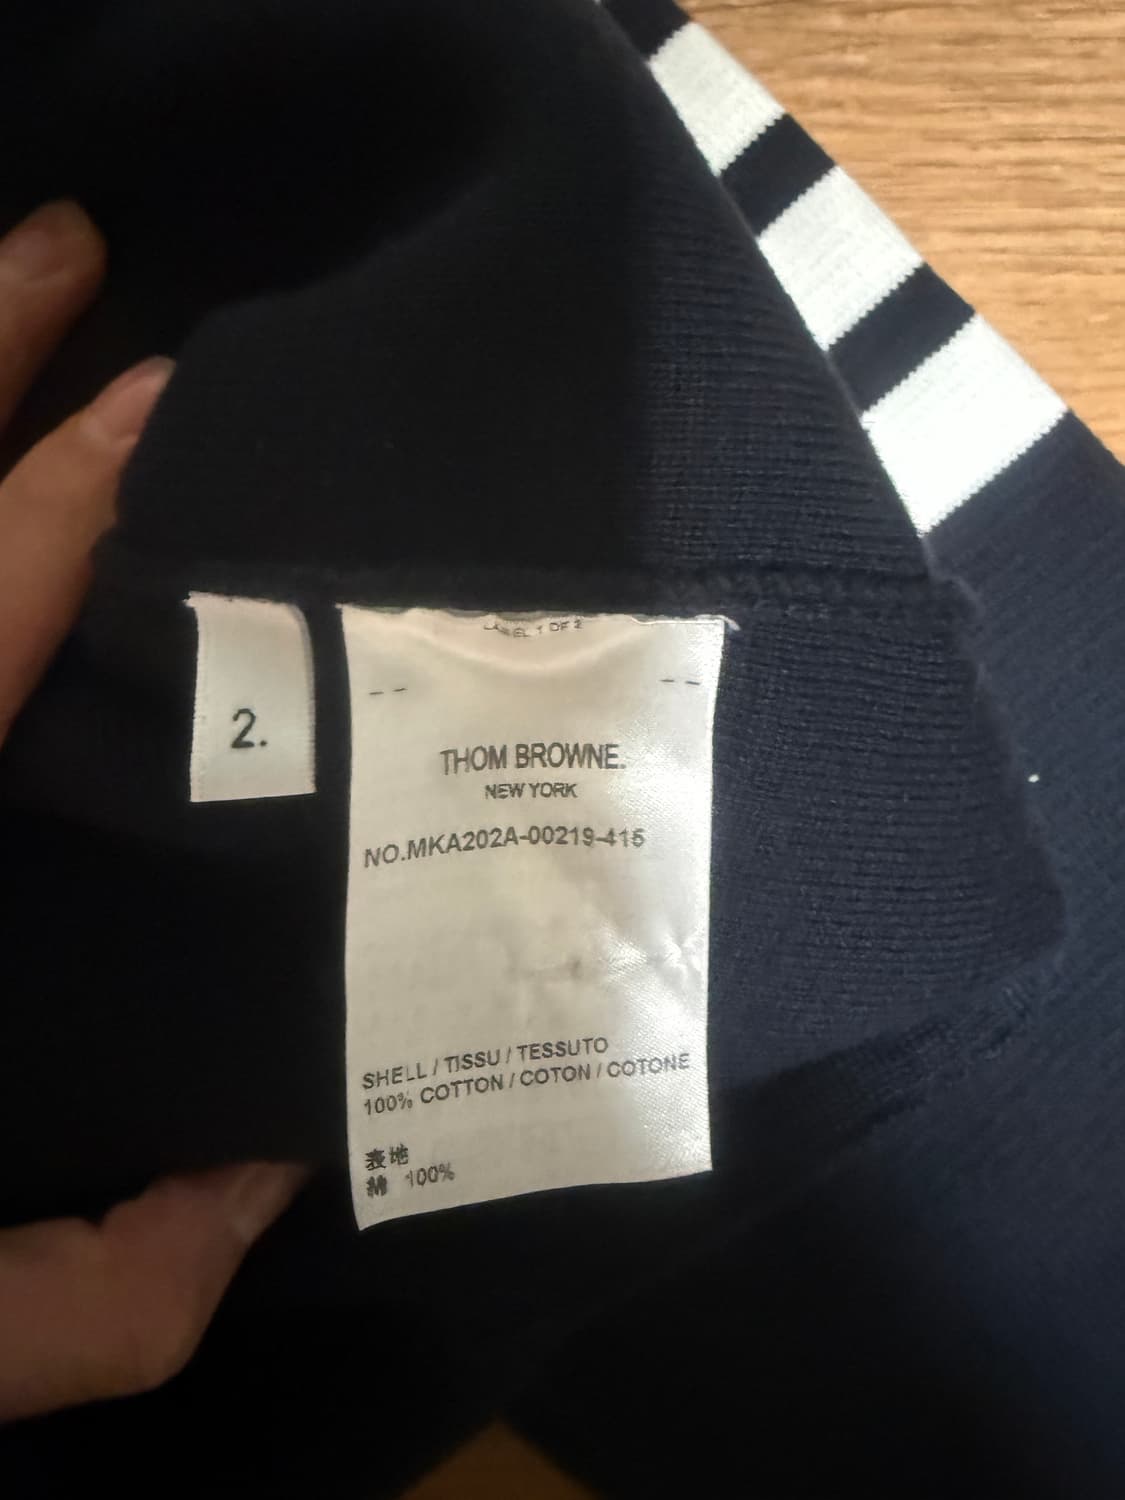 LABEL 1 OF 2
2.
THOM BROWNE.
NEW YORK
NO.MKA202A-00219-415
SHELL / TISSU / TESSUTO
100% COTTON / COTON / COTONE
表地
綿 100%